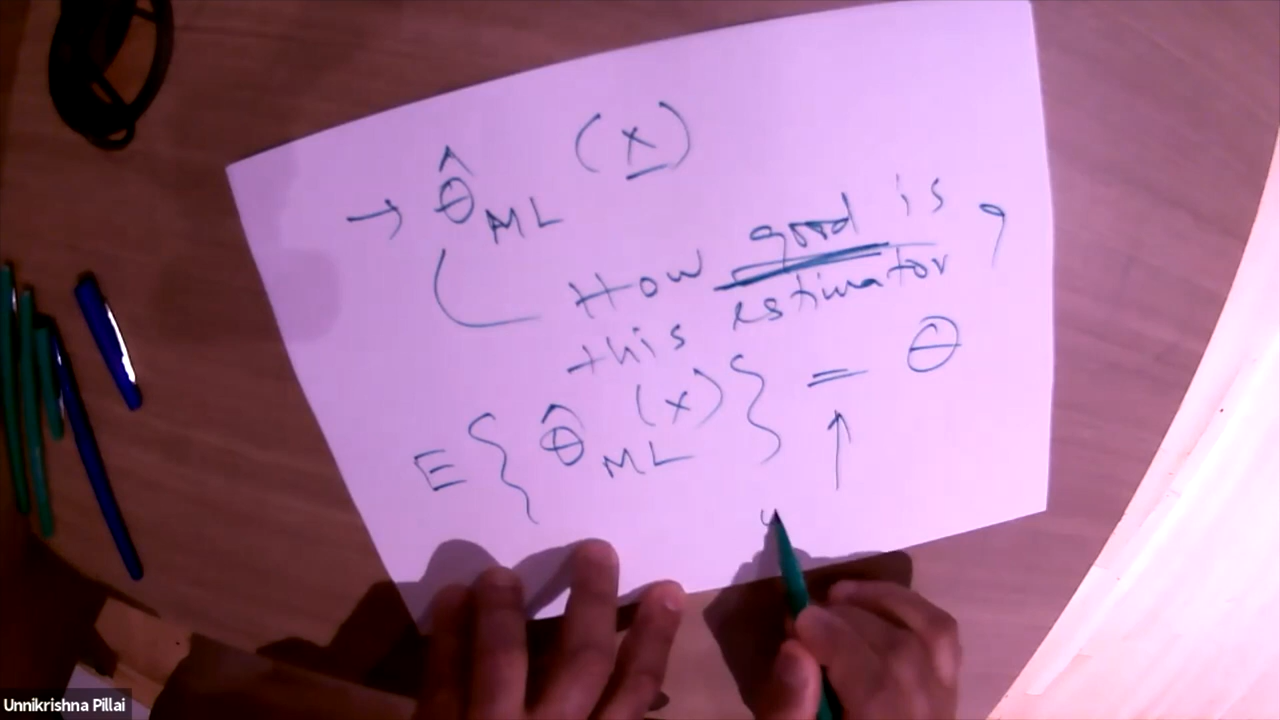 → θ̂ML (x)
How good is
this estimator ?
E{ θ̂ML (x) } = θ
↑
Unnikrishna Pillai